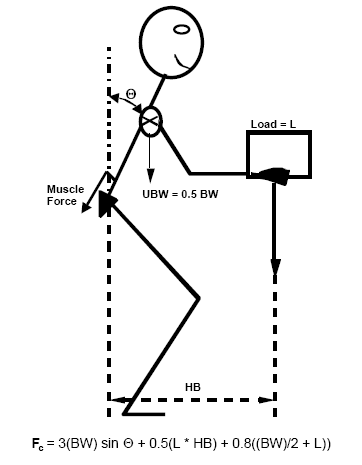 Θ
Load = L
Muscle
Force
UBW = 0.5 BW
HB
Fc = 3(BW) sin Θ + 0.5(L * HB) + 0.8((BW)/2 + L))